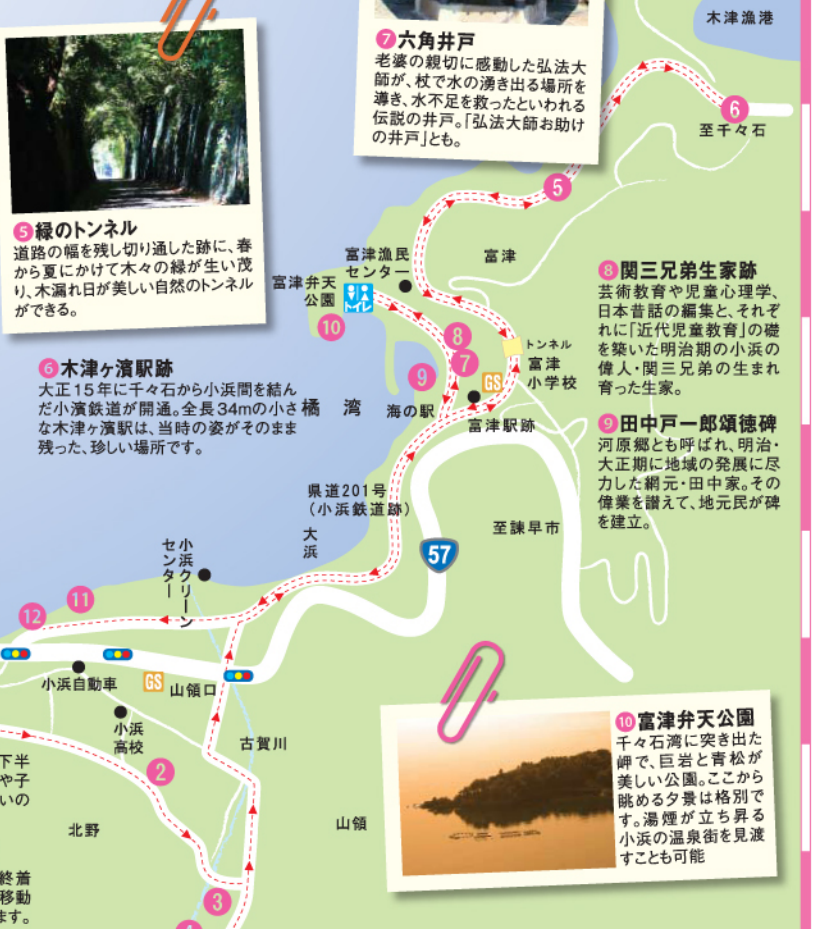 木津漁港
❼六角井戸
老婆の親切に感動した弘法大
師が、杖で水の湧き出る場所を
導き、水不足を救ったといわれる
伝説の井戸。「弘法大師お助け
の井戸」とも。
6
至千々石
5
❺緑のトンネル
道路の幅を残し切り通した跡に、春
から夏にかけて木々の緑が生い茂
り、木漏れ日が美しい自然のトンネル
ができる。
富津漁民
センター
富津
富津弁天
公園
トイレ
10
8
7
9
トンネル
富津
小学校
GS
海の駅
富津駅跡
橘湾
❽関三兄弟生家跡
芸術教育や児童心理学、
日本昔話の編集と、それぞ
れに「近代児童教育」の礎
を築いた明治期の小浜の
偉人・関三兄弟の生まれ
育った生家。
❻木津ヶ濱駅跡
大正15年に千々石から小浜間を結ん
だ小濱鉄道が開通。全長34mの小さ
な木津ヶ濱駅は、当時の姿がそのまま
残った、珍しい場所です。
❾田中戸一郎頌徳碑
河原郷とも呼ばれ、明治・
大正期に地域の発展に尽
力した網元・田中家。その
偉業を讃えて、地元民が碑
を建立。
県道201号
(小浜鉄道跡)
大浜
至諫早市
57
小浜クリーン
センター
11
12
小浜自動車
GS
山領口
小浜
高校
古賀川
2
北野
山領
3
❿富津弁天公園
千々石湾に突き出た
岬で、巨岩と青松が
美しい公園。ここから
眺める夕景は格別で
す。湯煙が立ち昇る
小浜の温泉街を見渡
すことも可能
下半
や子
いの
終着
移動
ます。